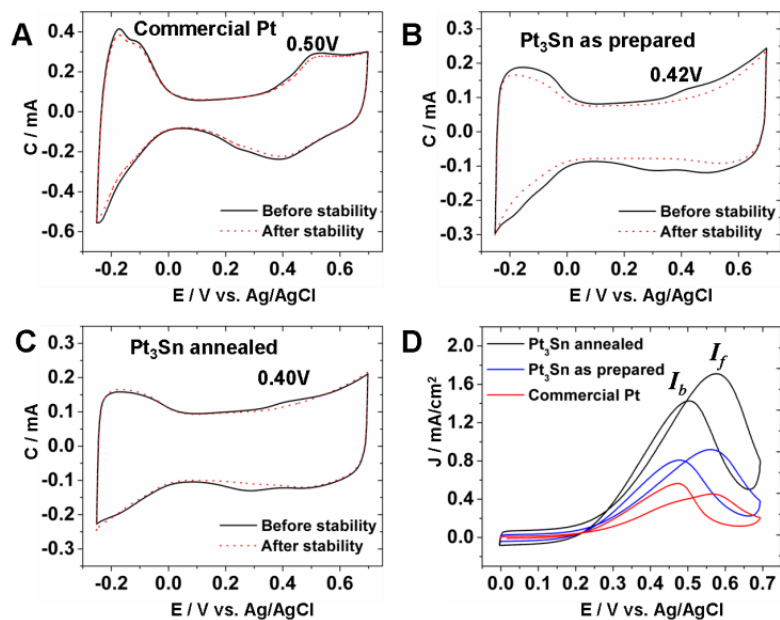 A
Commercial Pt
0.50V
C / mA
0.4
0.2
0.0
-0.2
-0.4
-0.6
Before stability
After stability
-0.2 0.0 0.2 0.4 0.6
E / V vs. Ag/AgCl
B
Pt₃Sn as prepared
0.42V
C / mA
0.3
0.2
0.1
0.0
-0.1
-0.2
-0.3
Before stability
After stability
-0.2 0.0 0.2 0.4 0.6
E / V vs. Ag/AgCl
C
Pt₃Sn annealed
0.40V
C / mA
0.3
0.2
0.1
0.0
-0.1
-0.2
-0.3
Before stability
After stability
-0.2 0.0 0.2 0.4 0.6
E / V vs. Ag/AgCl
D
Pt₃Sn annealed
Pt₃Sn as prepared
Commercial Pt
I_f
I_b
J / mA/cm²
2.0
1.6
1.2
0.8
0.4
0.0
0.0 0.1 0.2 0.3 0.4 0.5 0.6 0.7
E / V vs. Ag/AgCl